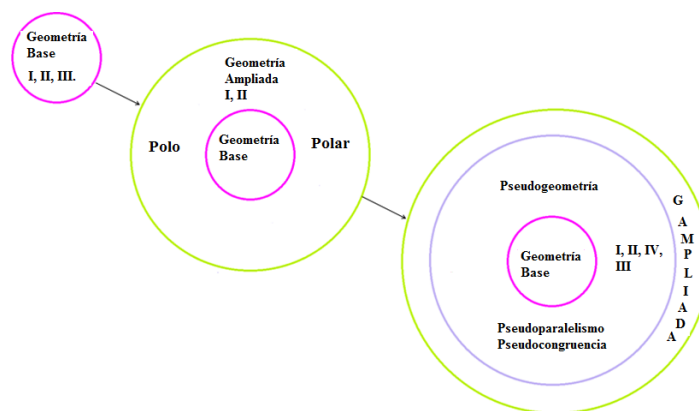 Geometría
Base
I, II, III.
Geometría
Ampliada
I, II
Polo
Geometría
Base
Polar
Pseudogeometría
Geometría
Base
I, II, IV,
III
Pseudoparalelismo
Pseudocongruencia
G AMPLIADA